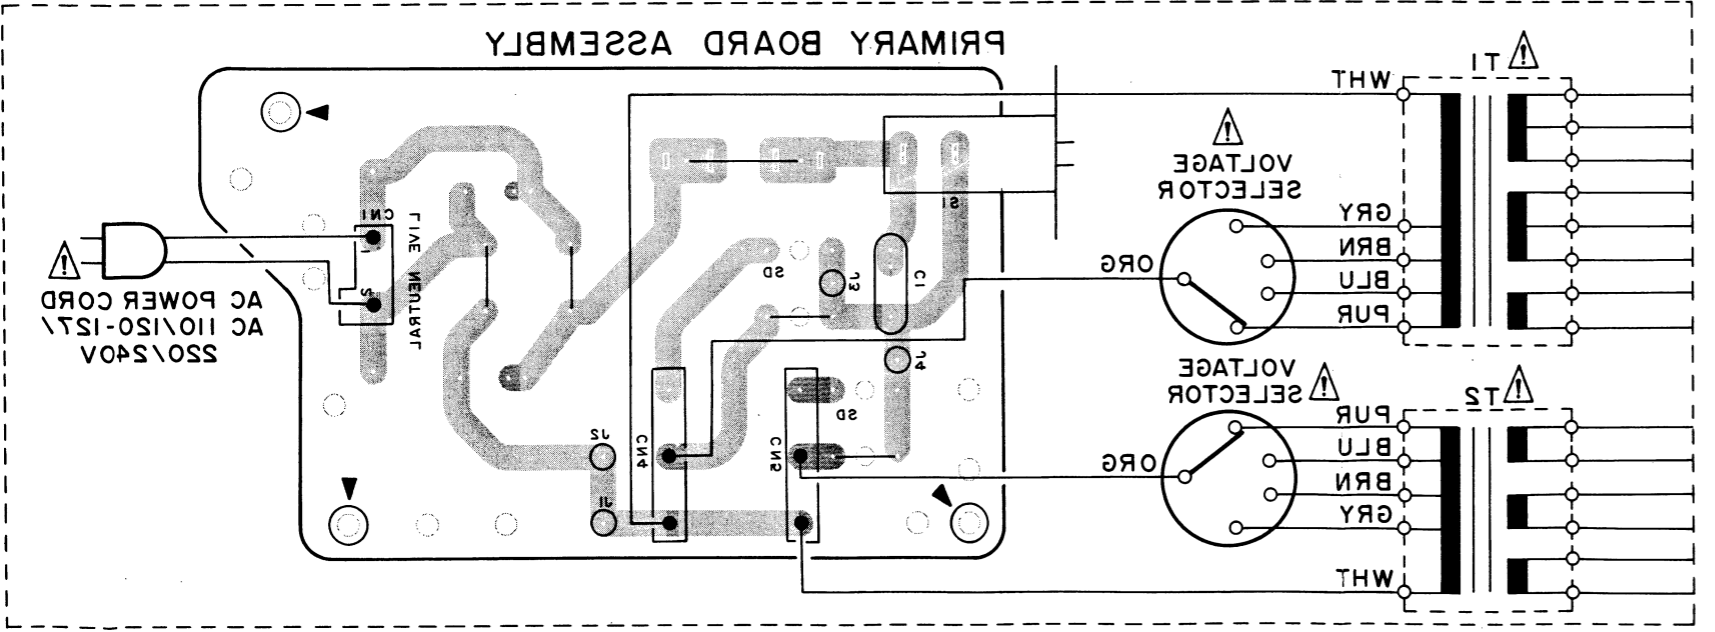 PRIMARY BOARD ASSEMBLY
T1
WHT
VOLTAGE
SELECTOR
GRY
BRN
BLU
PUR
ORG
S1
CN1
1
2
LIVE
NEUTRAL
AC POWER CORD
AC 110/120-127/
220/240V
SD
J3
C1
J4
SD
J2
J1
CN4
CN5
VOLTAGE
SELECTOR
T2
PUR
BLU
BRN
GRY
ORG
WHT